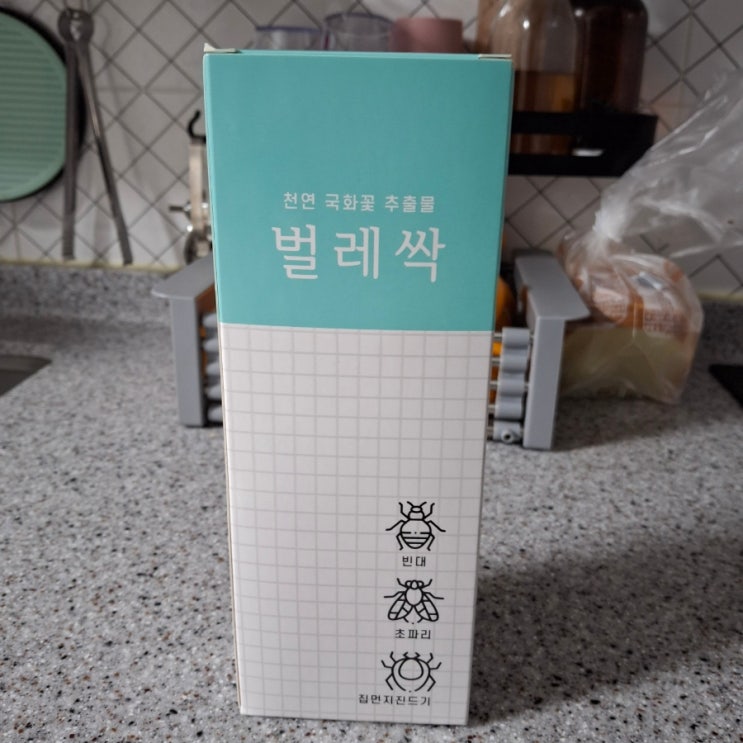 천연 국화꽃 추출물
벌레싹
빈대
초파리
집먼지진드기